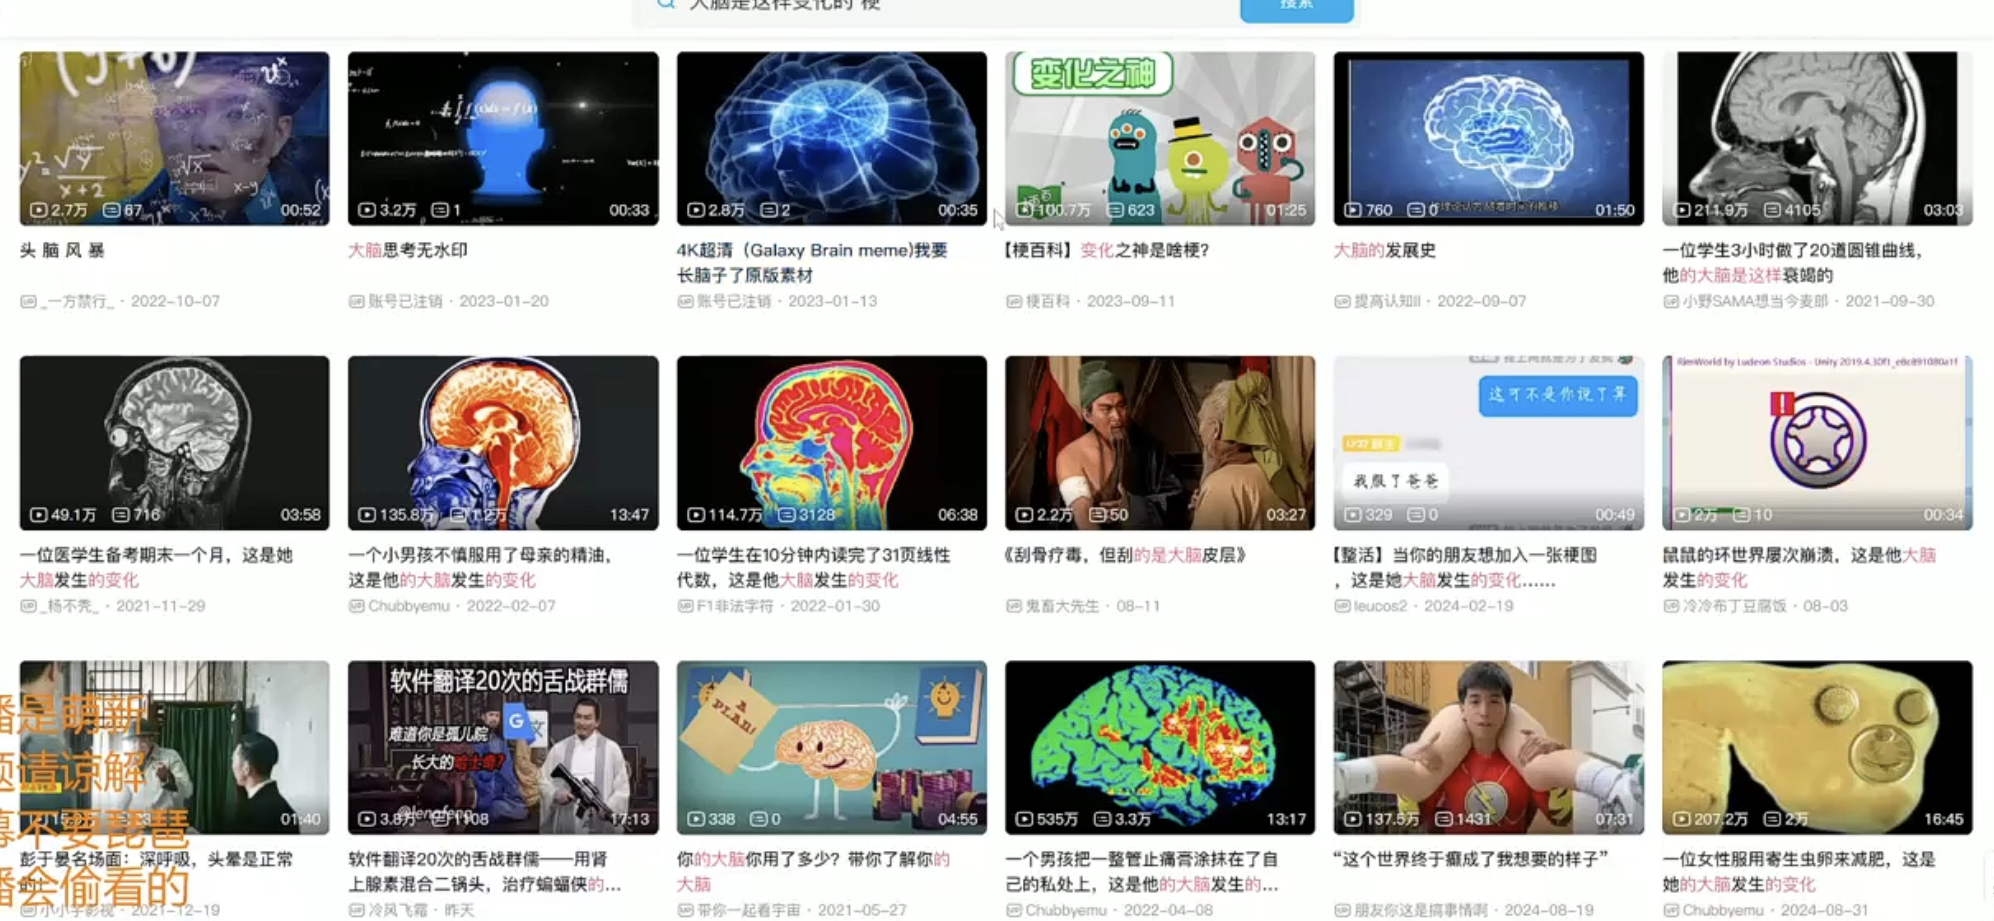 大脑是这样变化的 梗
搜索
变化之神
2.7万 87 00:52
3.2万 1 00:33
2.8万 2 00:35
100.7万 623 01:25
760 0 01:50
211.9万 4105 03:03
头 脑 风 暴
大脑思考无水印
4K超清（Galaxy Brain meme)我要
长脑子了原版素材
【梗百科】变化之神是啥梗？
大脑的发展史
一位学生3小时做了20道圆锥曲线，
他的大脑是这样衰竭的
_一方禁行_ · 2022-10-07
账号已注销 · 2023-01-20
账号已注销 · 2023-01-13
梗百科 · 2023-09-11
提高认知II · 2022-09-07
小野SAMA想当今麦郎 · 2021-09-30
RimWorld by Ludeon Studios - Unity 2019.4.30f1_e8c891080a1f
这可不是你说了算
我服了爸爸
49.1万 716 03:58
135.8万 1.2万 13:47
114.7万 3128 06:38
2.2万 50 03:27
329 0 00:49
2万 10 00:34
一位医学生备考期末一个月，这是她
大脑发生的变化
一个小男孩不慎服用了母亲的精油，
这是他的大脑发生的变化
一位学生在10分钟内读完了31页线性
代数，这是他大脑发生的变化
《刮骨疗毒，但刮的是大脑皮层》
【整活】当你的朋友想加入一张梗图
，这是她大脑发生的变化……
鼠鼠的环世界屡次崩溃，这是他大脑
发生的变化
_杨不秃_ · 2021-11-29
Chubbyemu · 2022-02-07
F1非法字符 · 2022-01-30
鬼畜大先生 · 08-11
leucos2 · 2024-02-19
冷冷布丁豆腐饭 · 08-03
播是萌新
请谅解
不要琵琶
播会偷看的
软件翻译20次的舌战群儒
难道你是孤儿院
长大的哈士奇?
A PLAN!
01:40
3.8万 1108 17:13
338 0 04:55
535万 3.3万 13:17
137.5万 1431 07:31
207.2万 2万 16:45
彭于晏名场面：深呼吸，头晕是正常
的！
软件翻译20次的舌战群儒——用肾
上腺素混合二锅头，治疗蝙蝠侠的...
你的大脑你用了多少？带你了解你的
大脑
一个男孩把一整管止痛膏涂抹在了自
己的私处上，这是他的大脑发生的...
“这个世界终于癫成了我想要的样子”
一位女性服用寄生虫卵来减肥，这是
她的大脑发生的变化
小小宇影视 · 2021-12-19
冷风飞霜 · 昨天
带你一起看宇宙 · 2021-05-27
Chubbyemu · 2022-04-08
朋友你这是搞事情啊 · 2024-08-19
Chubbyemu · 2024-08-31